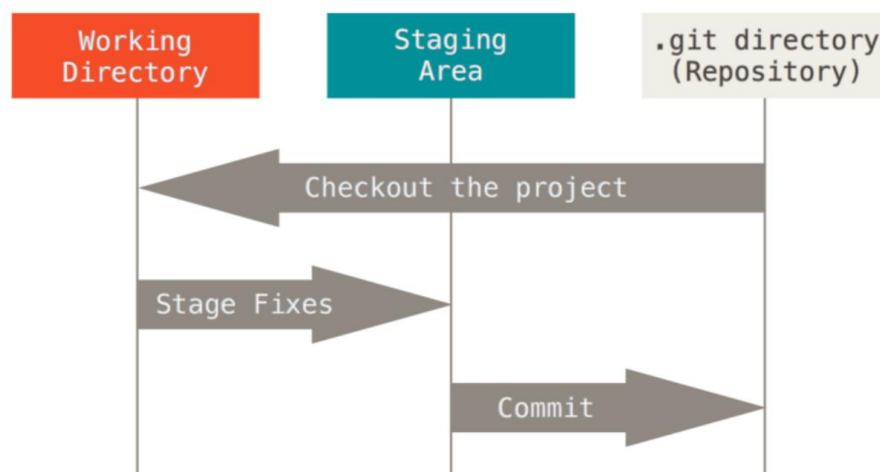 Working
Directory
Staging
Area
.git directory
(Repository)
Checkout the project
Stage Fixes
Commit